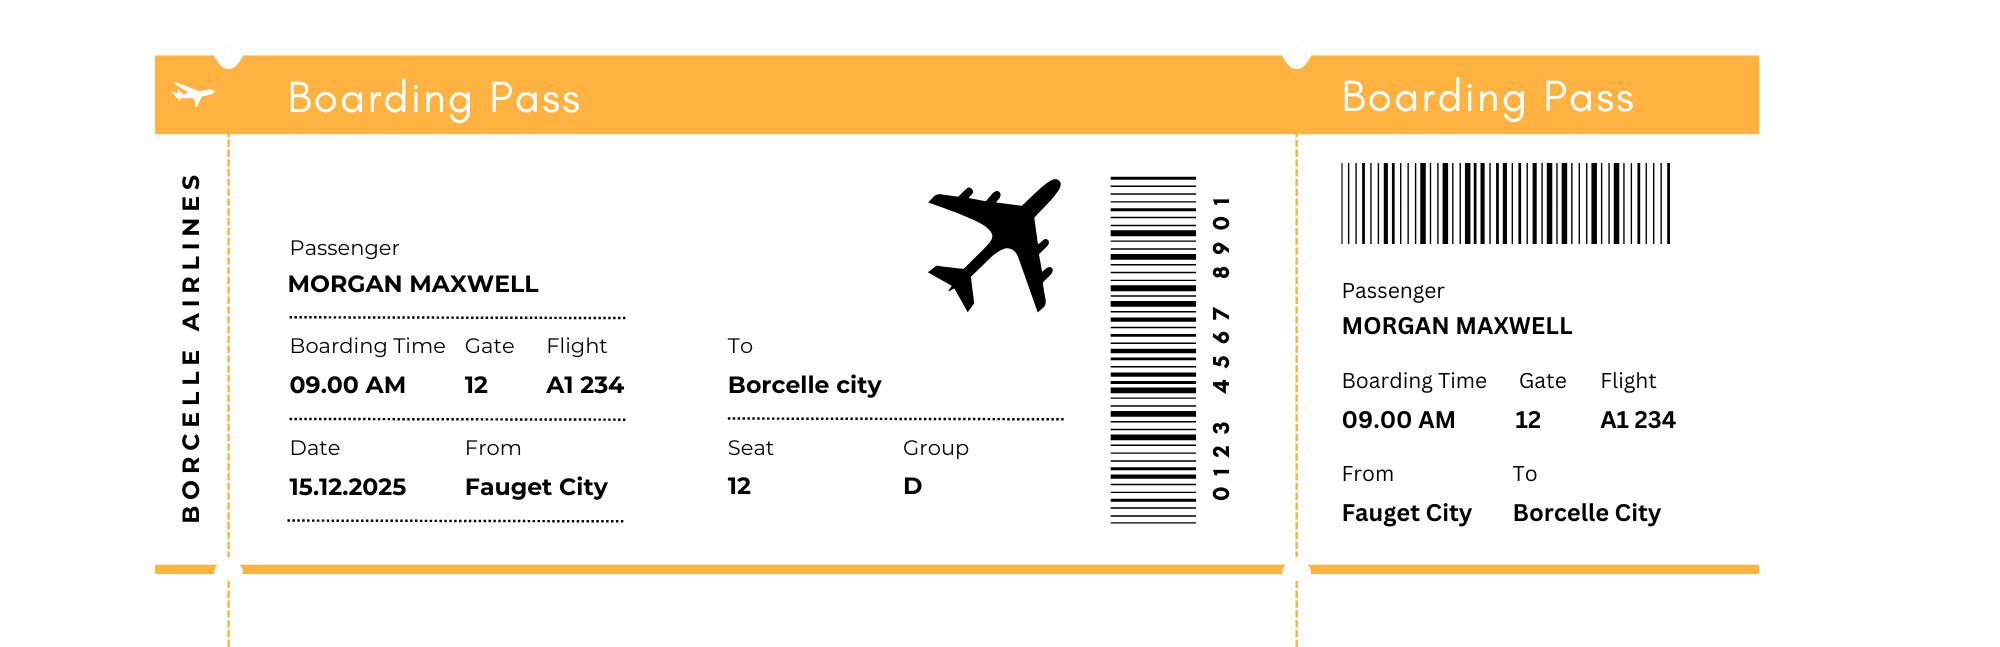 BORCELLE AIRLINES
Boarding Pass
Passenger
MORGAN MAXWELL
Boarding Time Gate Flight
09.00 AM 12 A1 234
Date From
15.12.2025 Fauget City
To
Borcelle city
Seat Group
12 D
0123 4567 8901
Boarding Pass
Passenger
MORGAN MAXWELL
Boarding Time Gate Flight
09.00 AM 12 A1 234
From To
Fauget City Borcelle City